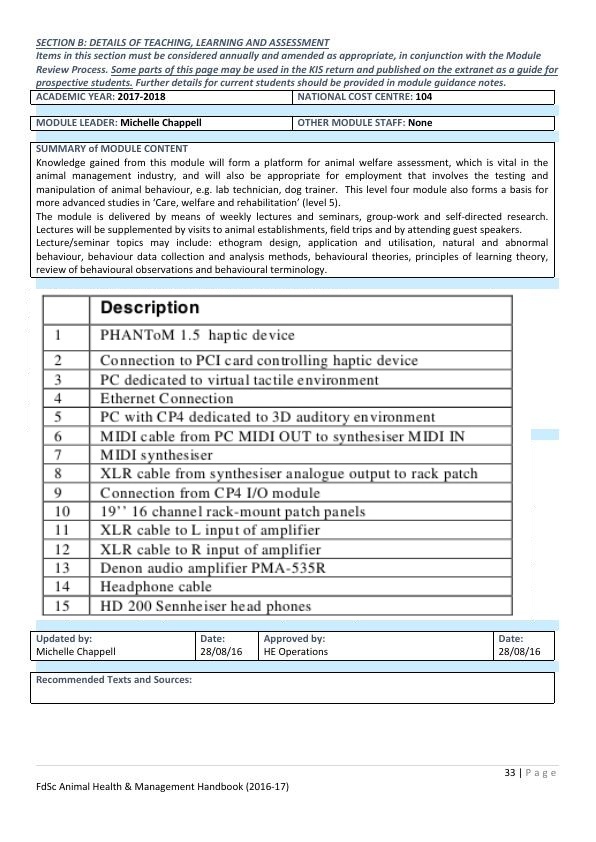 SECTION B: DETAILS OF TEACHING, LEARNING AND ASSESSMENT
Items in this section must be considered annually and amended as appropriate, in conjunction with the Module
Review Process. Some parts of this page may be used in the KIS return and published on the extranet as a guide for
prospective students. Further details for current students should be provided in module guidance notes.
ACADEMIC YEAR: 2017-2018 NATIONAL COST CENTRE: 104
MODULE LEADER: Michelle Chappell OTHER MODULE STAFF: None
SUMMARY of MODULE CONTENT
Knowledge gained from this module will form a platform for animal welfare assessment, which is vital in the
animal management industry, and will also be appropriate for employment that involves the testing and
manipulation of animal behaviour, e.g. lab technician, dog trainer. This level four module also forms a basis for
more advanced studies in ‘Care, welfare and rehabilitation’ (level 5).
The module is delivered by means of weekly lectures and seminars, group-work and self-directed research.
Lectures will be supplemented by visits to animal establishments, field trips and by attending guest speakers.
Lecture/seminar topics may include: ethogram design, application and utilisation, natural and abnormal
behaviour, behaviour data collection and analysis methods, behavioural theories, principles of learning theory,
review of behavioural observations and behavioural terminology.
Description
1 PHANToM 1.5 haptic device
2 Connection to PCI card controlling haptic device
3 PC dedicated to virtual tactile environment
4 Ethernet Connection
5 PC with CP4 dedicated to 3D auditory environment
6 MIDI cable from PC MIDI OUT to synthesiser MIDI IN
7 MIDI synthesiser
8 XLR cable from synthesiser analogue output to rack patch
9 Connection from CP4 I/O module
10 19’’ 16 channel rack-mount patch panels
11 XLR cable to L input of amplifier
12 XLR cable to R input of amplifier
13 Denon audio amplifier PMA-535R
14 Headphone cable
15 HD 200 Sennheiser head phones
Updated by: Date: Approved by: Date:
Michelle Chappell 28/08/16 HE Operations 28/08/16
Recommended Texts and Sources:
33 | Page
FdSc Animal Health & Management Handbook (2016-17)